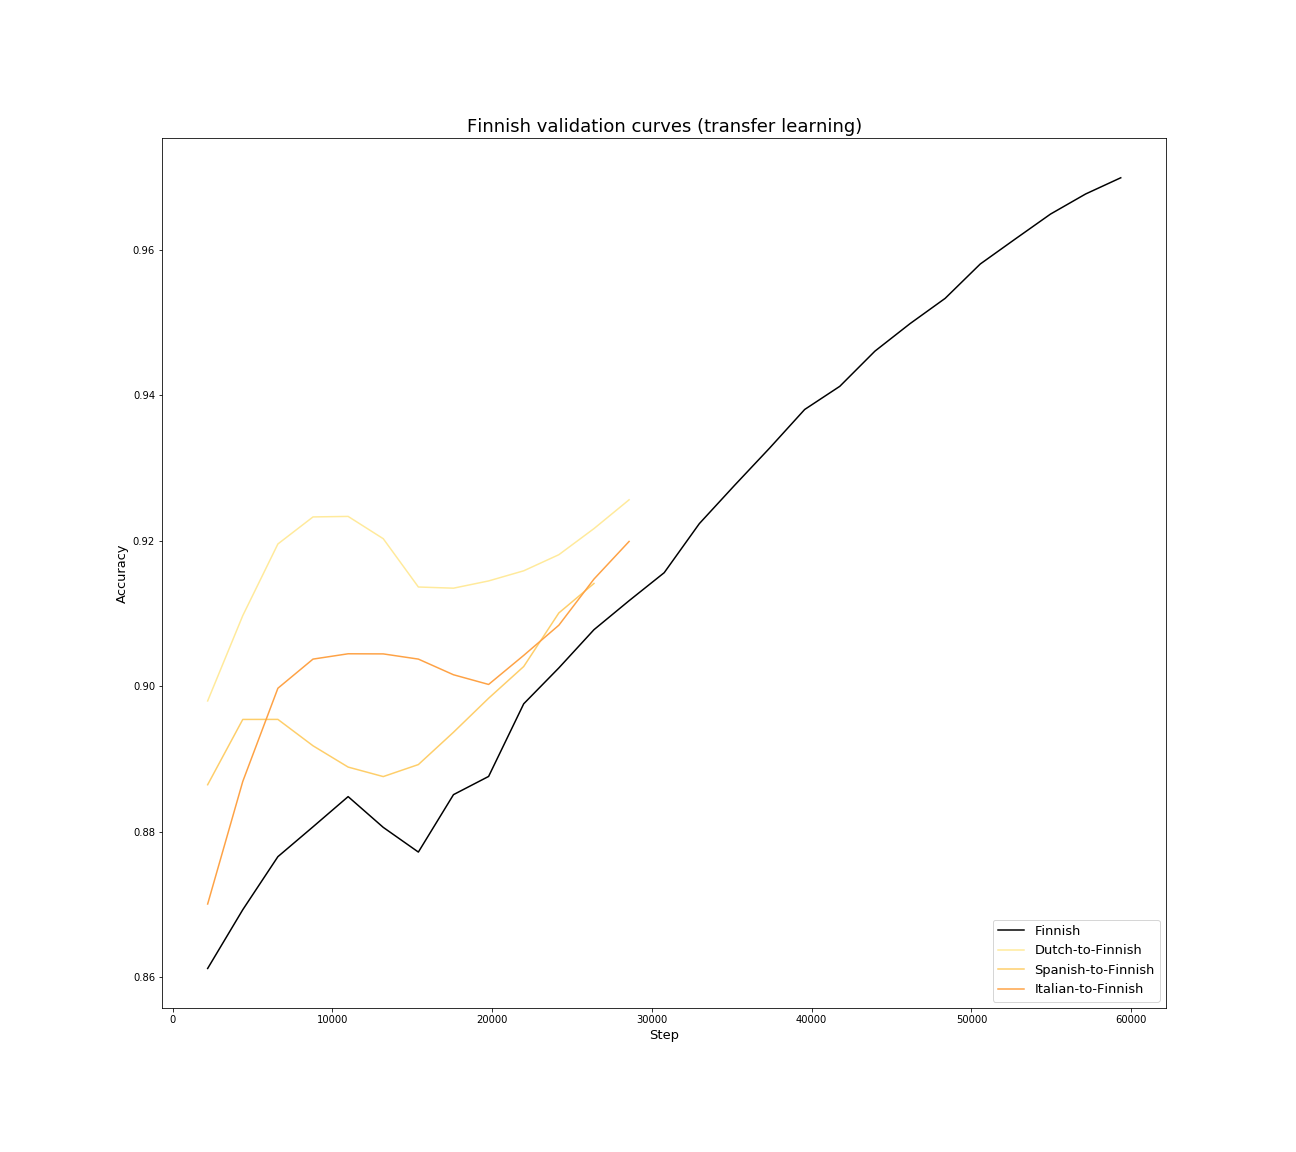 Finnish validation curves (transfer learning)
Accuracy
0.96
0.94
0.92
0.90
0.88
0.86
0 10000 20000 30000 40000 50000 60000
Step
Finnish
Dutch-to-Finnish
Spanish-to-Finnish
Italian-to-Finnish